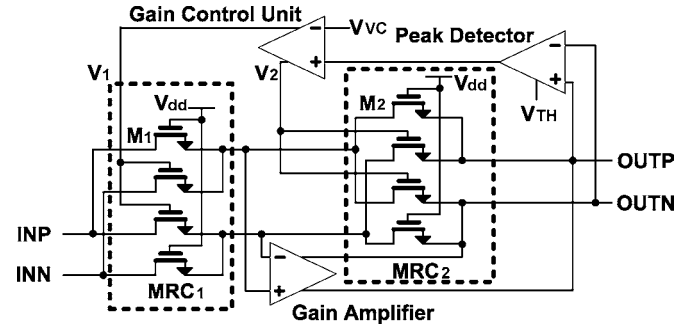 Gain Control Unit
VVC
Peak Detector
V1
V2
Vdd
Vdd
M1
M2
VTH
OUTP
OUTN
INP
INN
MRC1
MRC2
Gain Amplifier